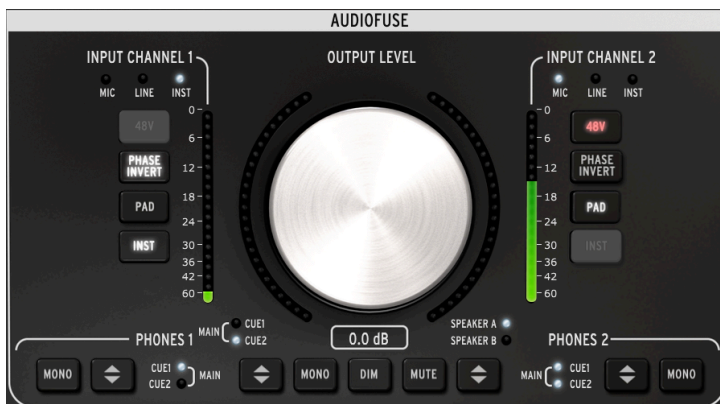 AUDIOFUSE
INPUT CHANNEL 1
OUTPUT LEVEL
INPUT CHANNEL 2
MIC LINE INST
MIC LINE INST
48V
PHASE INVERT
PAD
INST
0
6
12
18
24
30
36
42
60
0
6
12
18
24
30
36
42
60
48V
PHASE INVERT
PAD
INST
PHONES 1
MAIN
CUE1
CUE2
0.0 dB
SPEAKER A
SPEAKER B
PHONES 2
MONO
CUE1
CUE2
MAIN
MONO
DIM
MUTE
MAIN
CUE1
CUE2
MONO